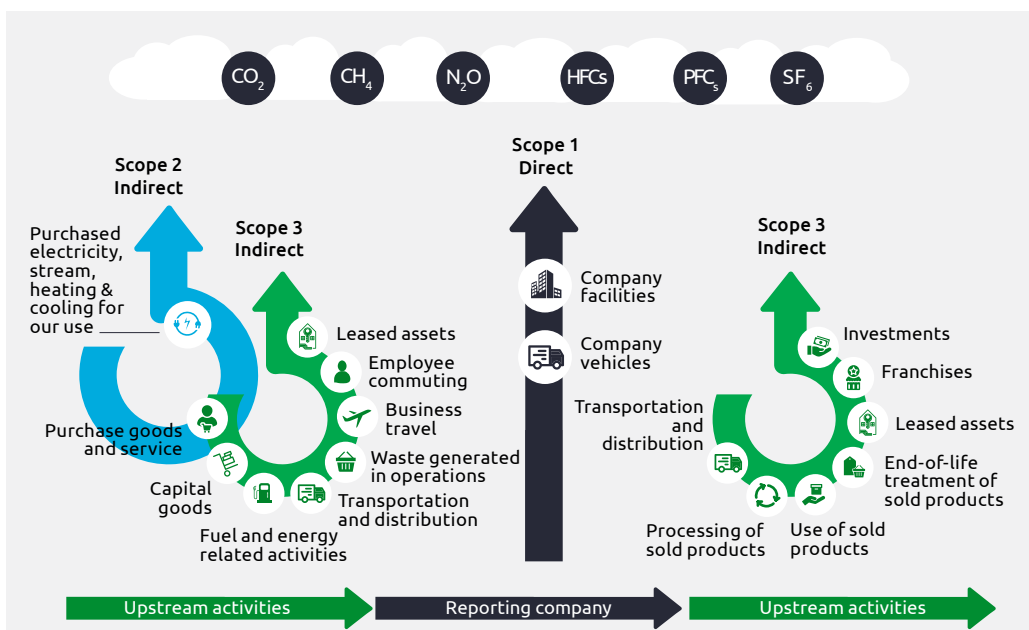 CO2
CH4
N2O
HFCs
PFCs
SF6
Scope 1
Direct
Scope 2
Indirect
Purchased
electricity,
stream,
heating &
cooling for
our use
Scope 3
Indirect
Leased assets
Employee
commuting
Business
travel
Waste generated
in operations
Transportation
and distribution
Fuel and energy
related activities
Capital
goods
Purchase goods
and service
Company
facilities
Company
vehicles
Scope 3
Indirect
Investments
Franchises
Leased assets
End-of-life
treatment of
sold products
Use of sold
products
Processing of
sold products
Transportation
and
distribution
Upstream activities
Reporting company
Upstream activities